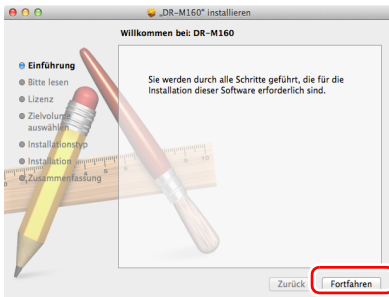 „DR-M160“ installieren
Willkommen bei: DR-M160
Einführung
Bitte lesen
Lizenz
Zielvolume
auswählen
Installationstyp
Installation
Zusammenfassung
Sie werden durch alle Schritte geführt, die für die
Installation dieser Software erforderlich sind.
Zurück
Fortfahren